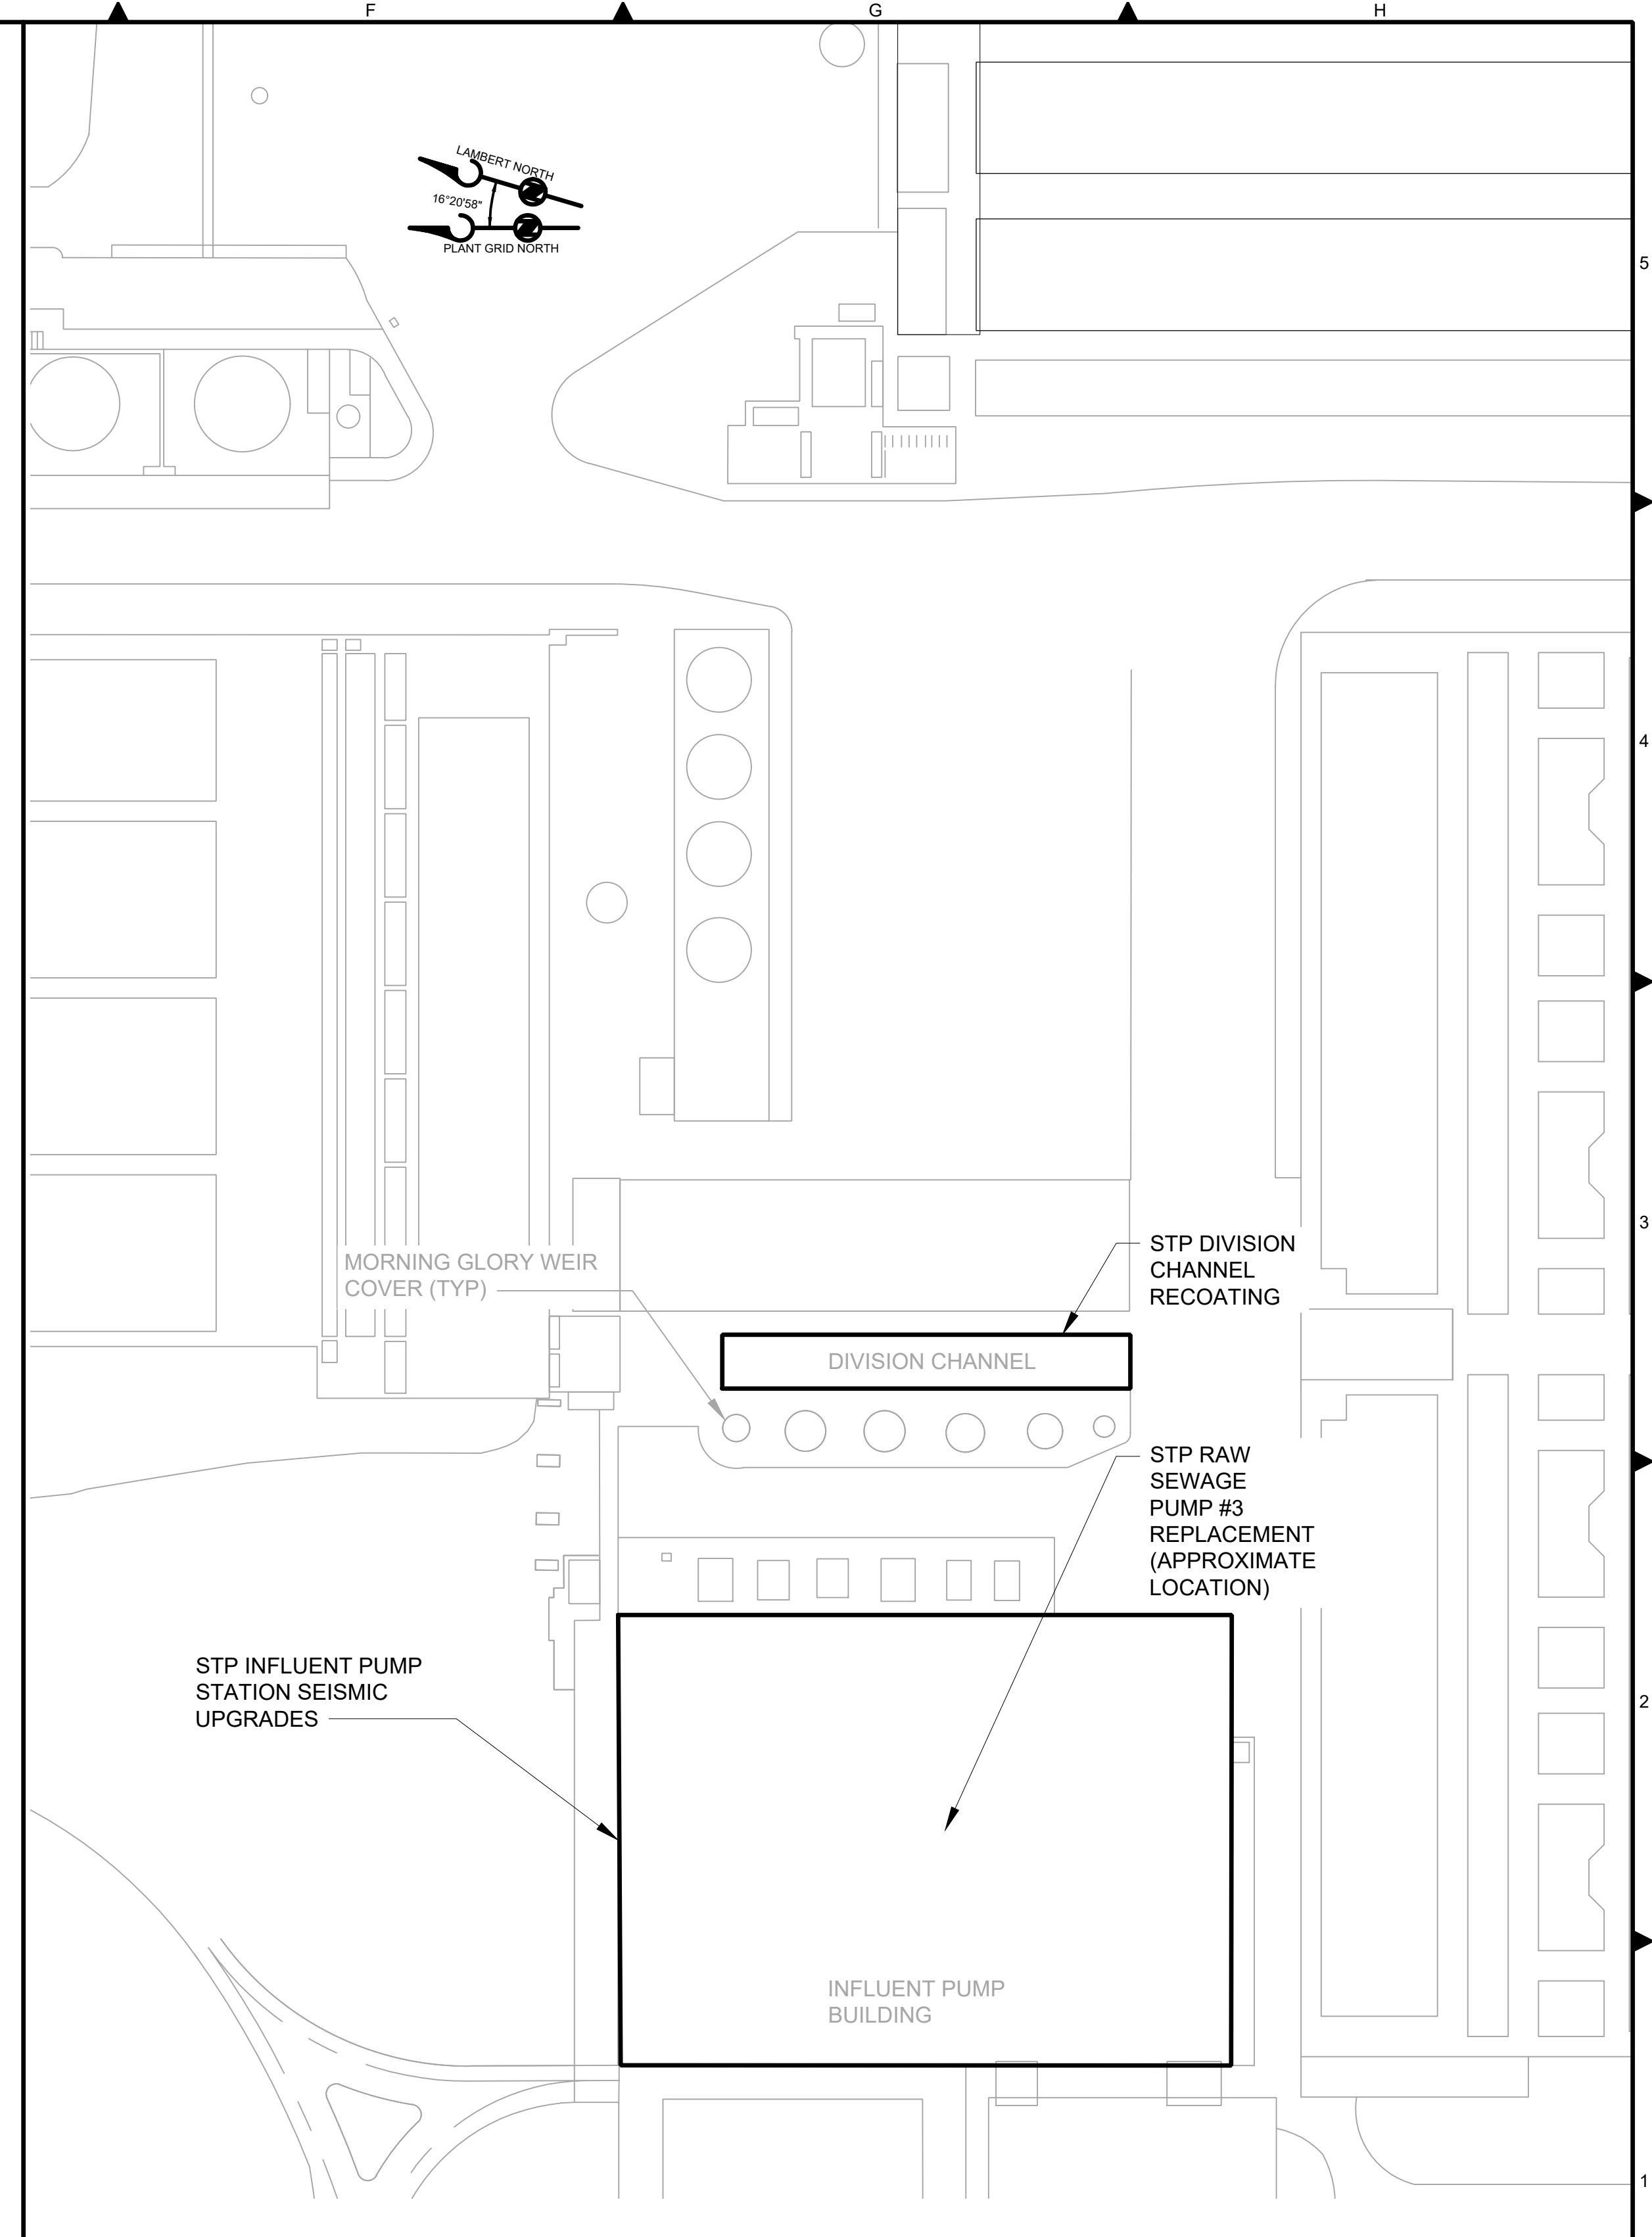 F
G
H
LAMBERT NORTH
16°20'58"
PLANT GRID NORTH
5
4
3
MORNING GLORY WEIR
COVER (TYP)
STP DIVISION
CHANNEL
RECOATING
DIVISION CHANNEL
STP RAW
SEWAGE
PUMP #3
REPLACEMENT
(APPROXIMATE
LOCATION)
STP INFLUENT PUMP
STATION SEISMIC
UPGRADES
2
INFLUENT PUMP
BUILDING
1